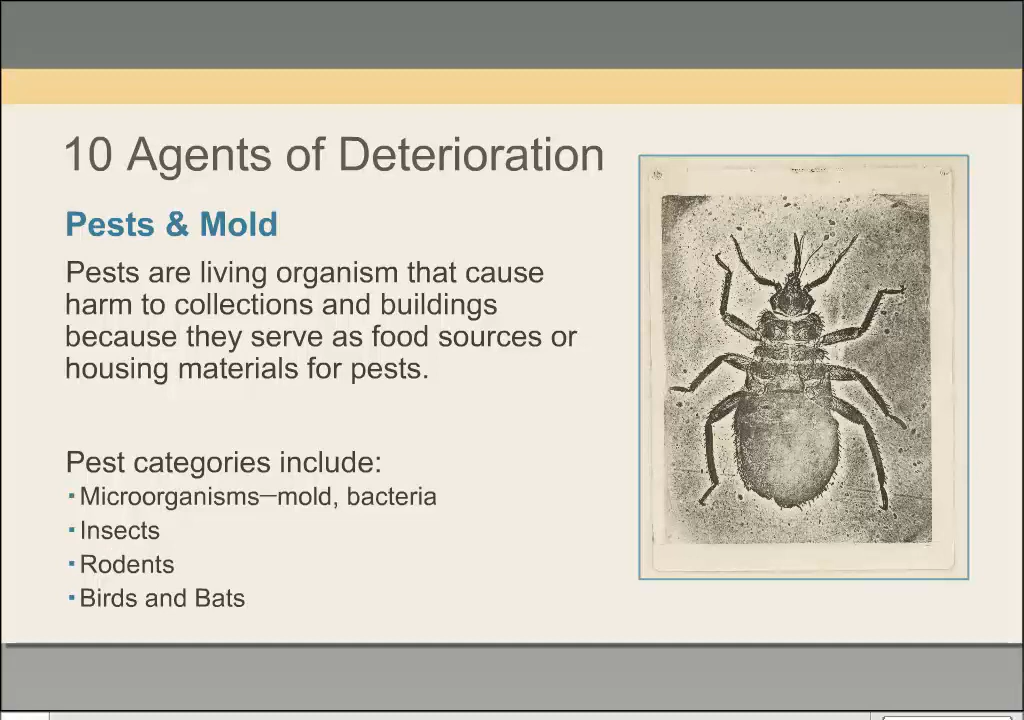 10 Agents of Deterioration
Pests & Mold
Pests are living organism that cause
harm to collections and buildings
because they serve as food sources or
housing materials for pests.
Pest categories include:
▪Microorganisms—mold, bacteria
▪Insects
▪Rodents
▪Birds and Bats